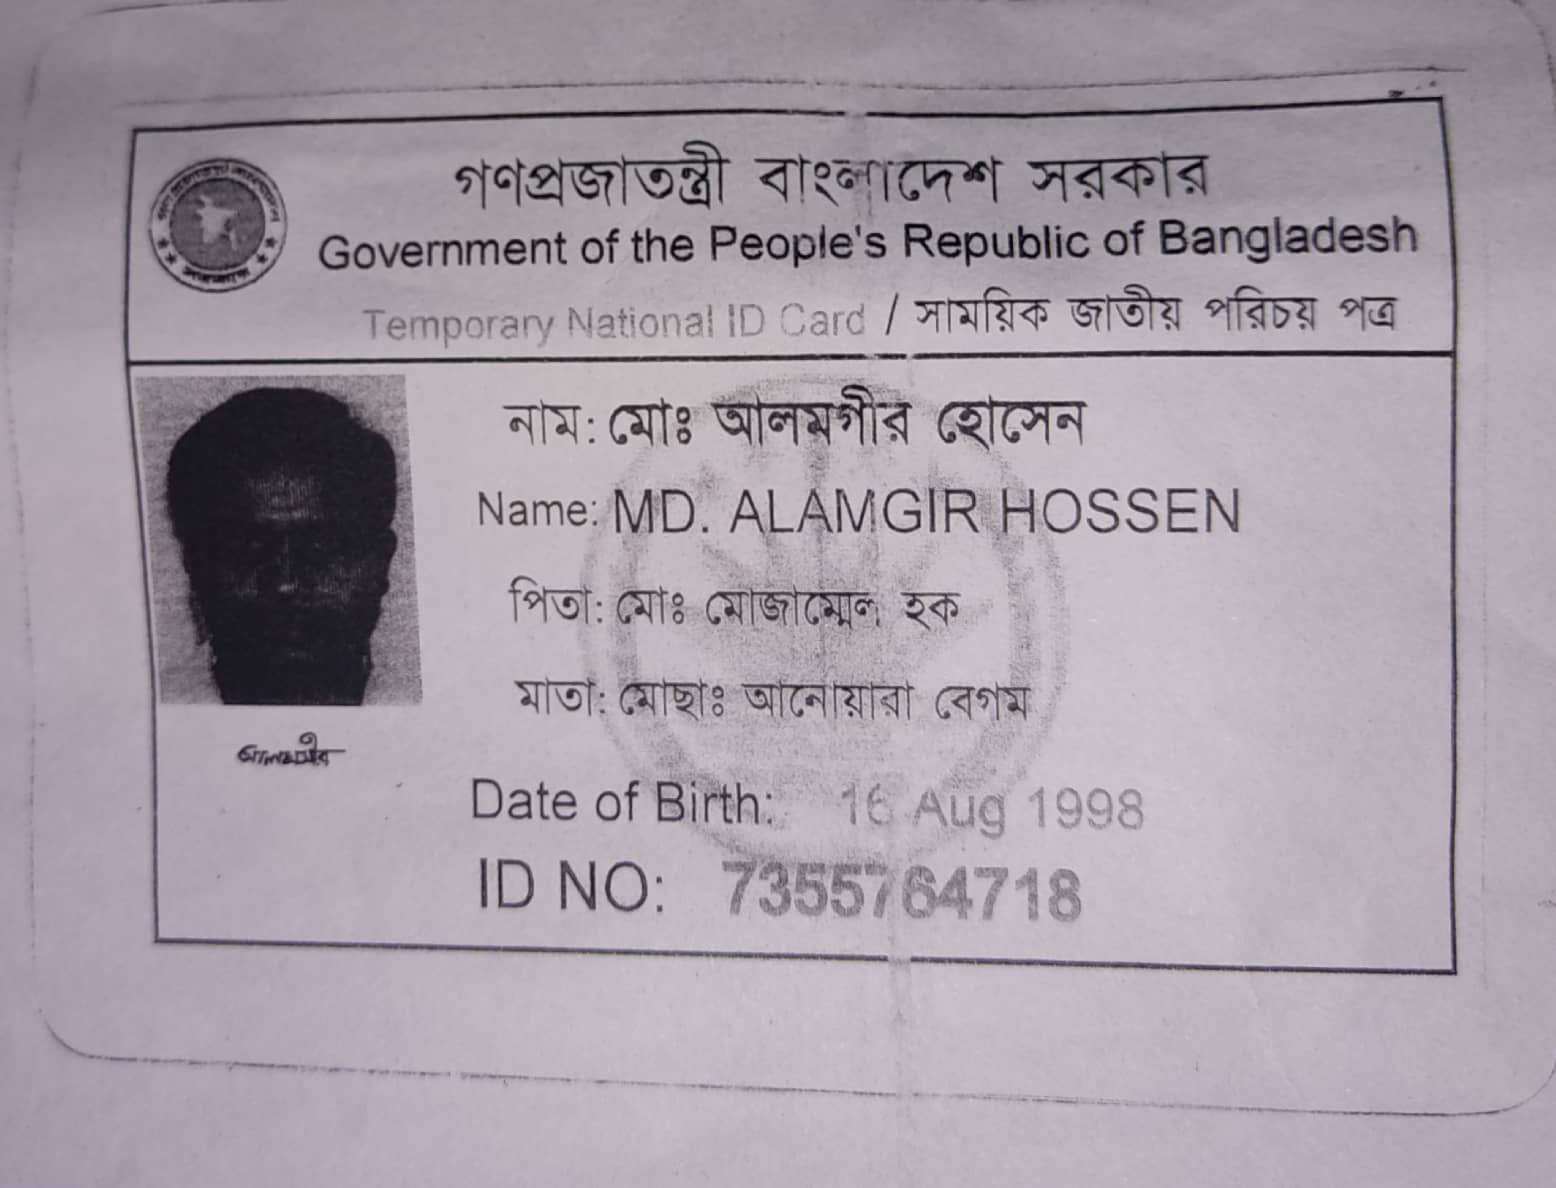 গণপ্রজাতন্ত্রী বাংলাদেশ সরকার
Government of the People's Republic of Bangladesh
Temporary National ID Card / সাময়িক জাতীয় পরিচয় পত্র
নাম: মোঃ আলমগীর হোসেন
Name: MD. ALAMGIR HOSSEN
পিতা: মোঃ মোজাম্মেল হক
মাতা: মোছাঃ আনোয়ারা বেগম
আলমগীর
Date of Birth: 16 Aug 1998
ID NO: 7355764718